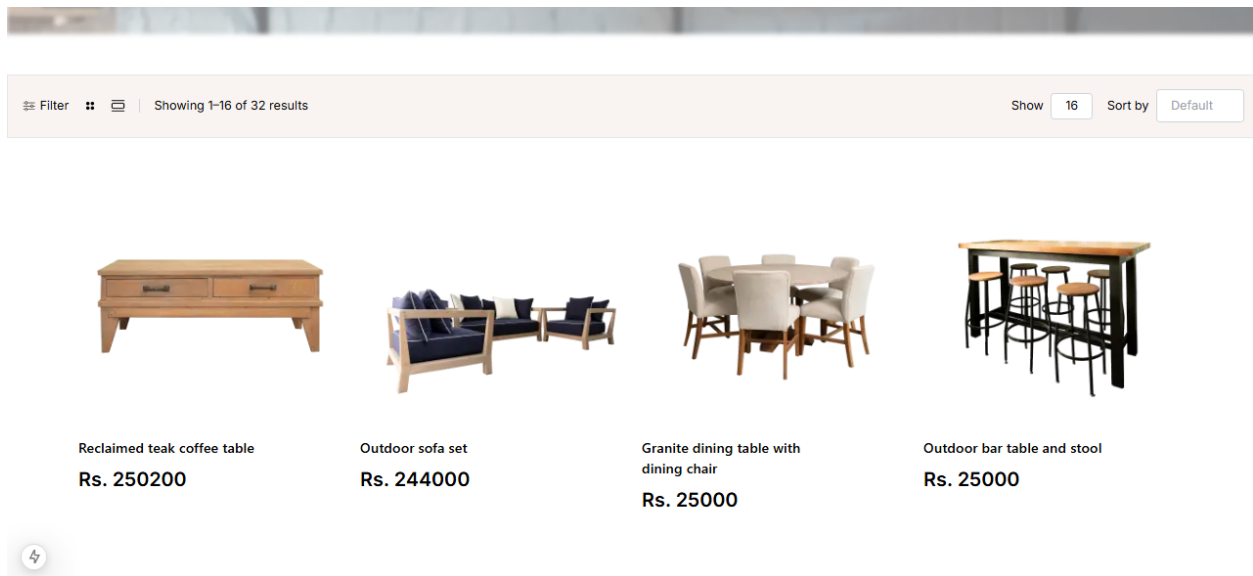 Filter
Showing 1–16 of 32 results
Show 16 Sort by Default
Reclaimed teak coffee table
Rs. 250200
Outdoor sofa set
Rs. 244000
Granite dining table with
dining chair
Rs. 25000
Outdoor bar table and stool
Rs. 25000